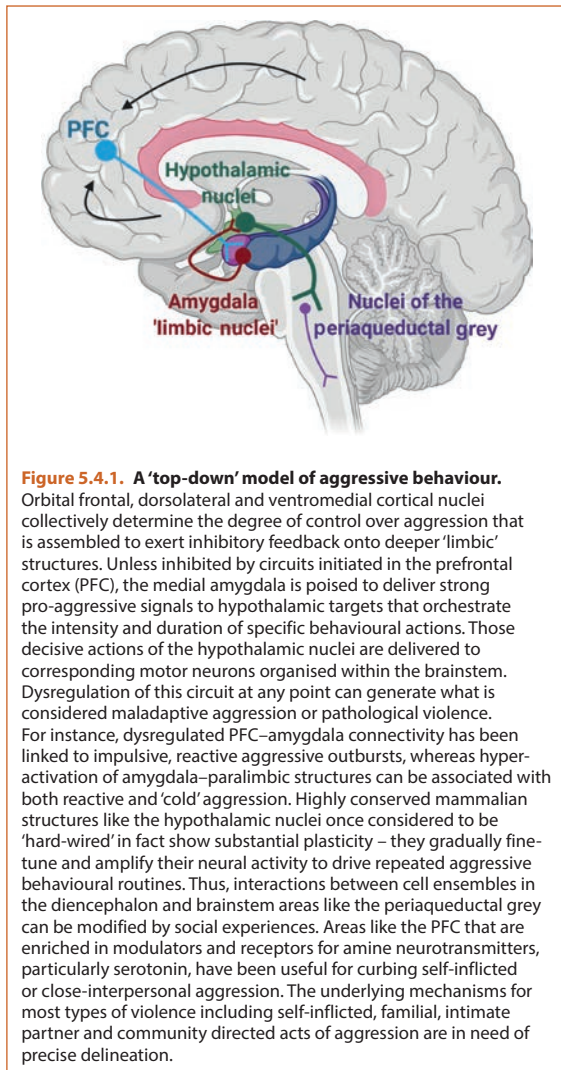 PFC
Hypothalamic
nuclei
Amygdala
'limbic nuclei'
Nuclei of the
periaqueductal grey
Figure 5.4.1. A ‘top-down’ model of aggressive behaviour.
Orbital frontal, dorsolateral and ventromedial cortical nuclei
collectively determine the degree of control over aggression that
is assembled to exert inhibitory feedback onto deeper ‘limbic’
structures. Unless inhibited by circuits initiated in the prefrontal
cortex (PFC), the medial amygdala is poised to deliver strong
pro-aggressive signals to hypothalamic targets that orchestrate
the intensity and duration of specific behavioural actions. Those
decisive actions of the hypothalamic nuclei are delivered to
corresponding motor neurons organised within the brainstem.
Dysregulation of this circuit at any point can generate what is
considered maladaptive aggression or pathological violence.
For instance, dysregulated PFC–amygdala connectivity has been
linked to impulsive, reactive aggressive outbursts, whereas hyper-
activation of amygdala–paralimbic structures can be associated with
both reactive and ‘cold’ aggression. Highly conserved mammalian
structures like the hypothalamic nuclei once considered to be
‘hard-wired’ in fact show substantial plasticity – they gradually fine-
tune and amplify their neural activity to drive repeated aggressive
behavioural routines. Thus, interactions between cell ensembles in
the diencephalon and brainstem areas like the periaqueductal grey
can be modified by social experiences. Areas like the PFC that are
enriched in modulators and receptors for amine neurotransmitters,
particularly serotonin, have been useful for curbing self-inflicted
or close-interpersonal aggression. The underlying mechanisms for
most types of violence including self-inflicted, familial, intimate
partner and community directed acts of aggression are in need of
precise delineation.